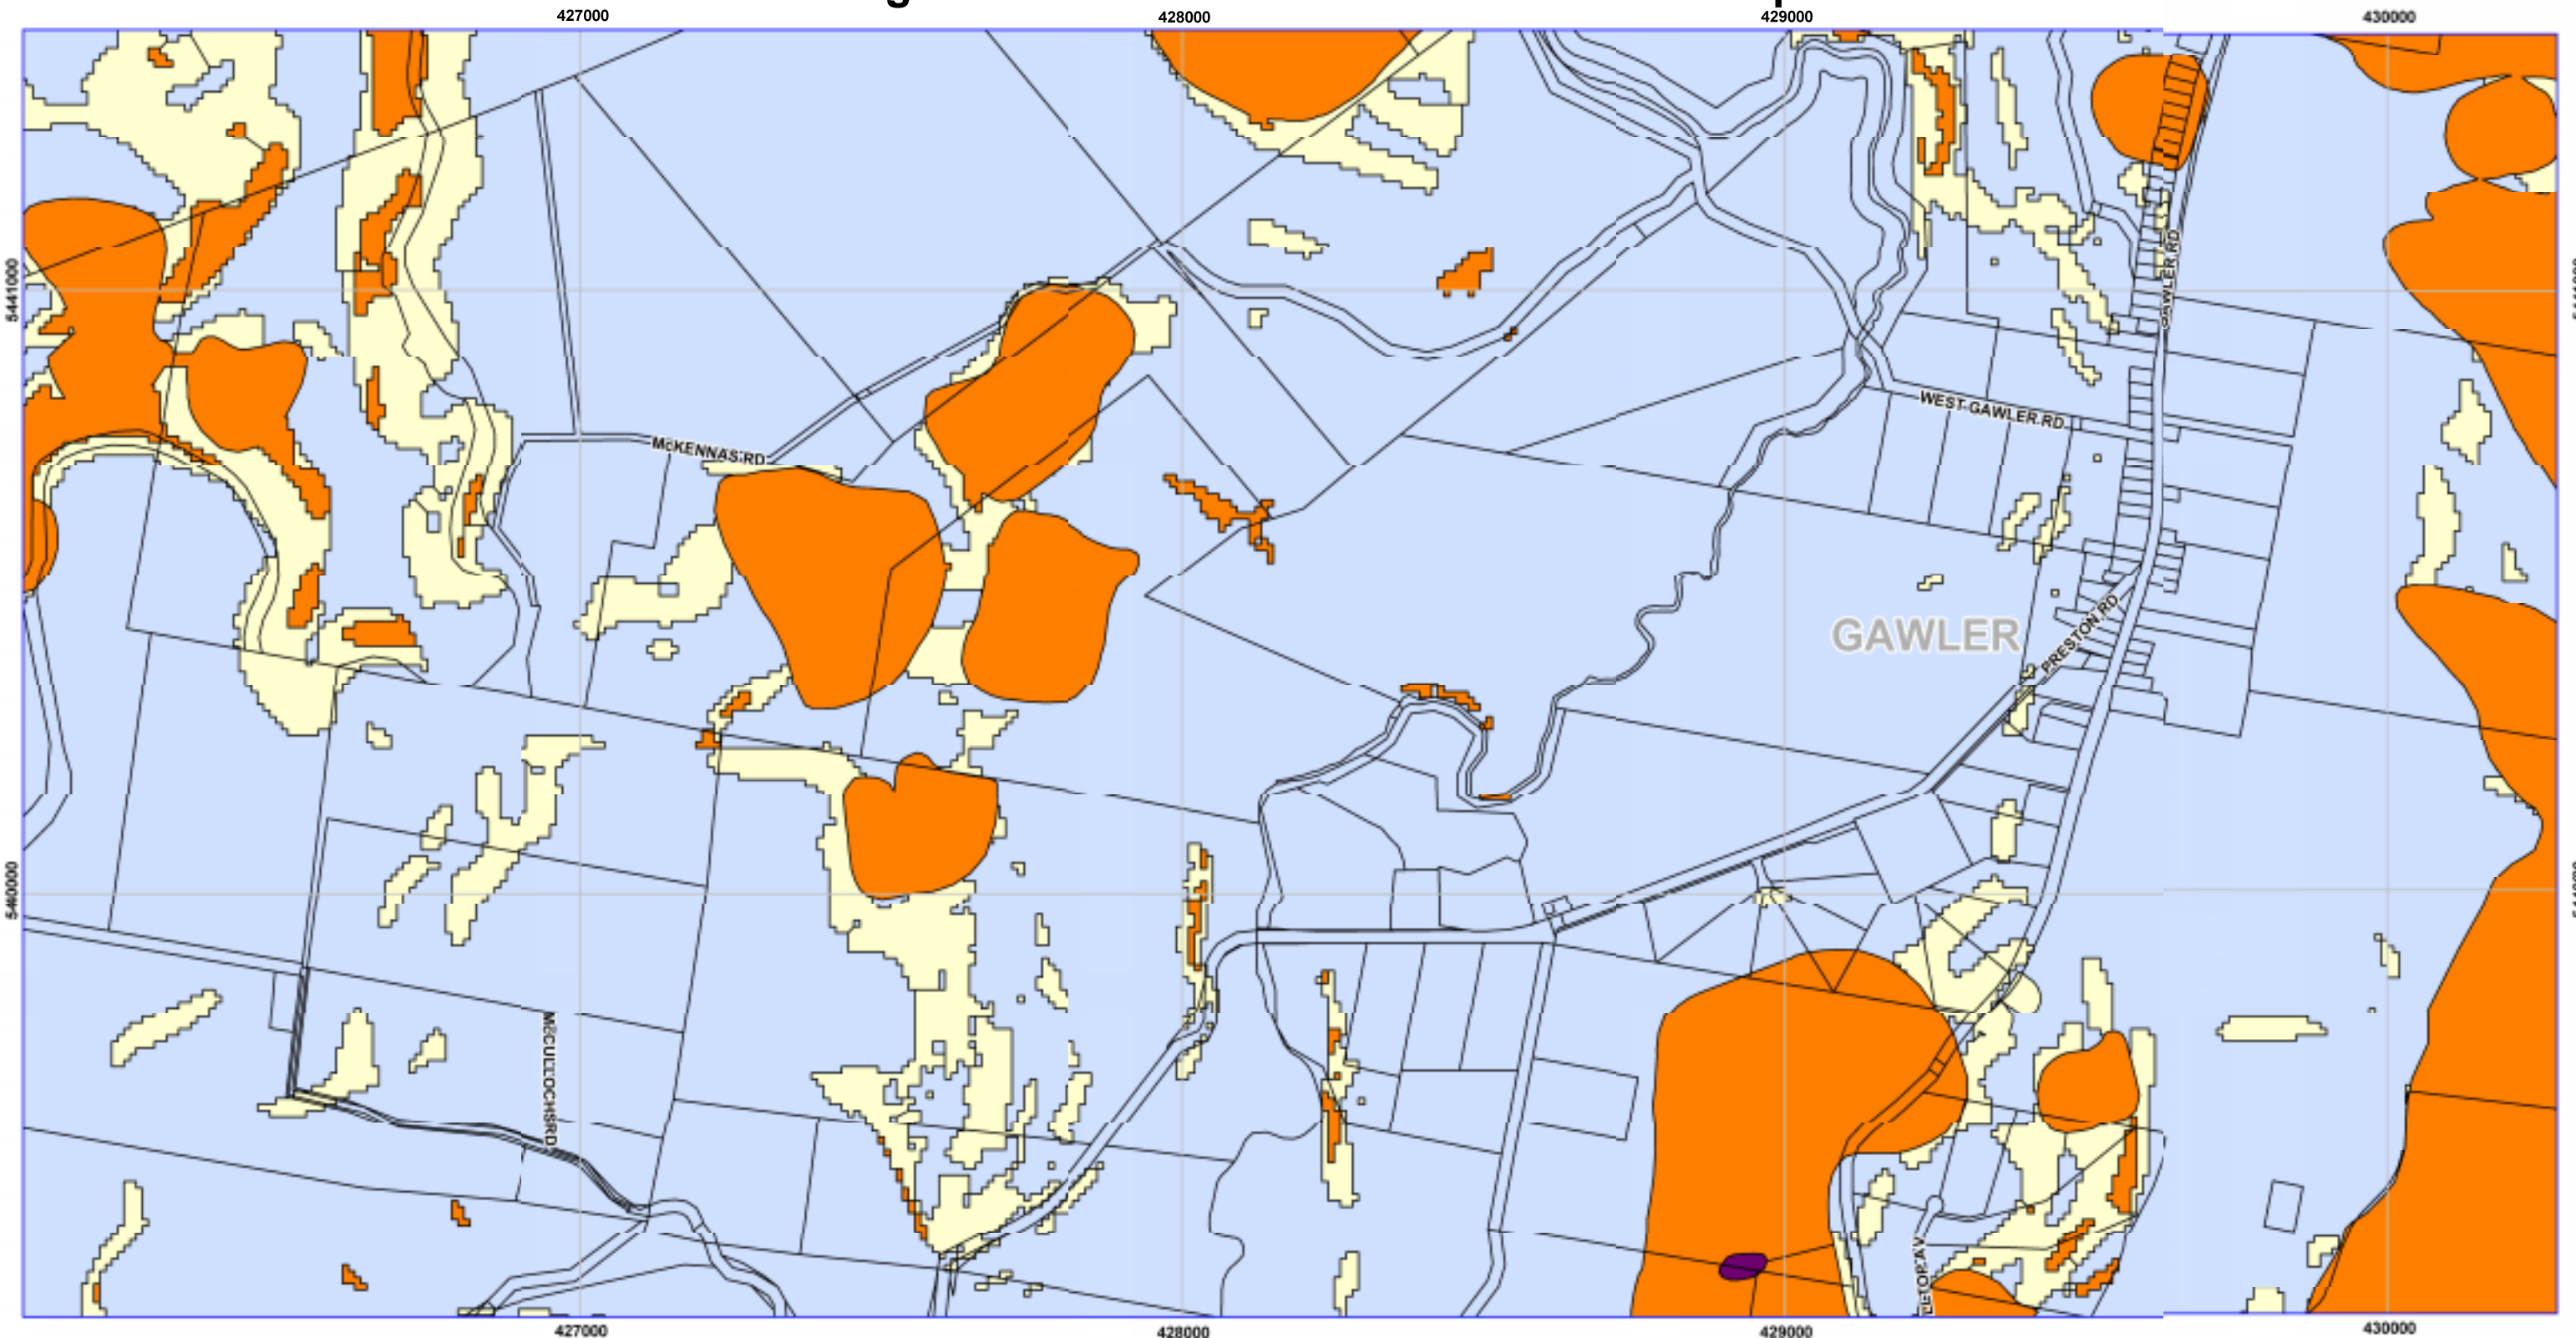 427000
428000
429000
430000
5441000
GAWLER RD
WEST GAWLER RD
McKENNAS RD
GAWLER
PRESTON RD
5440000
McCULLOCHS RD
427000
428000
429000
430000